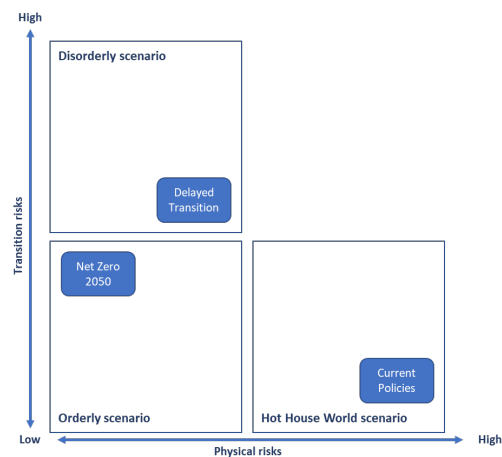 High
Disorderly scenario
Delayed
Transition
Transition risks
Net Zero
2050
Current
Policies
Orderly scenario
Hot House World scenario
Low
Physical risks
High